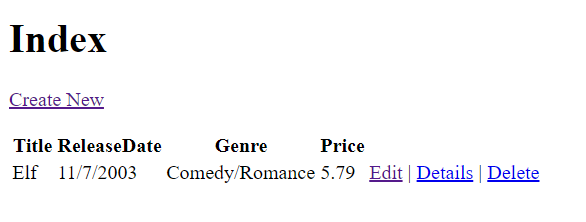 Index
Create New
Title ReleaseDate Genre Price
Elf 11/7/2003 Comedy/Romance 5.79 Edit | Details | Delete